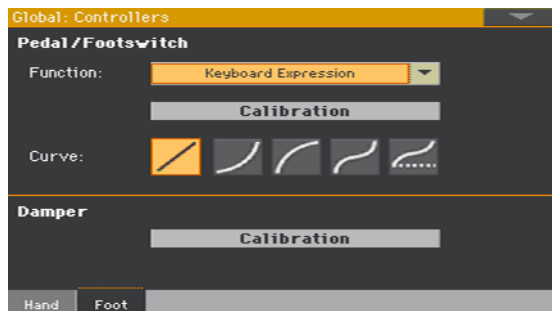 Global: Controllers
Pedal/Footswitch
Function: Keyboard Expression
Calibration
Curve:
Damper
Calibration
Hand Foot